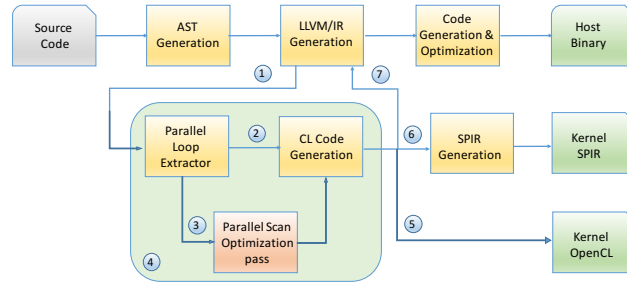 Source
Code
AST
Generation
LLVM/IR
Generation
Code
Generation &
Optimization
Host
Binary
1
7
Parallel
Loop
Extractor
2
CL Code
Generation
6
SPIR
Generation
Kernel
SPIR
3
Parallel Scan
Optimization
pass
4
5
Kernel
OpenCL